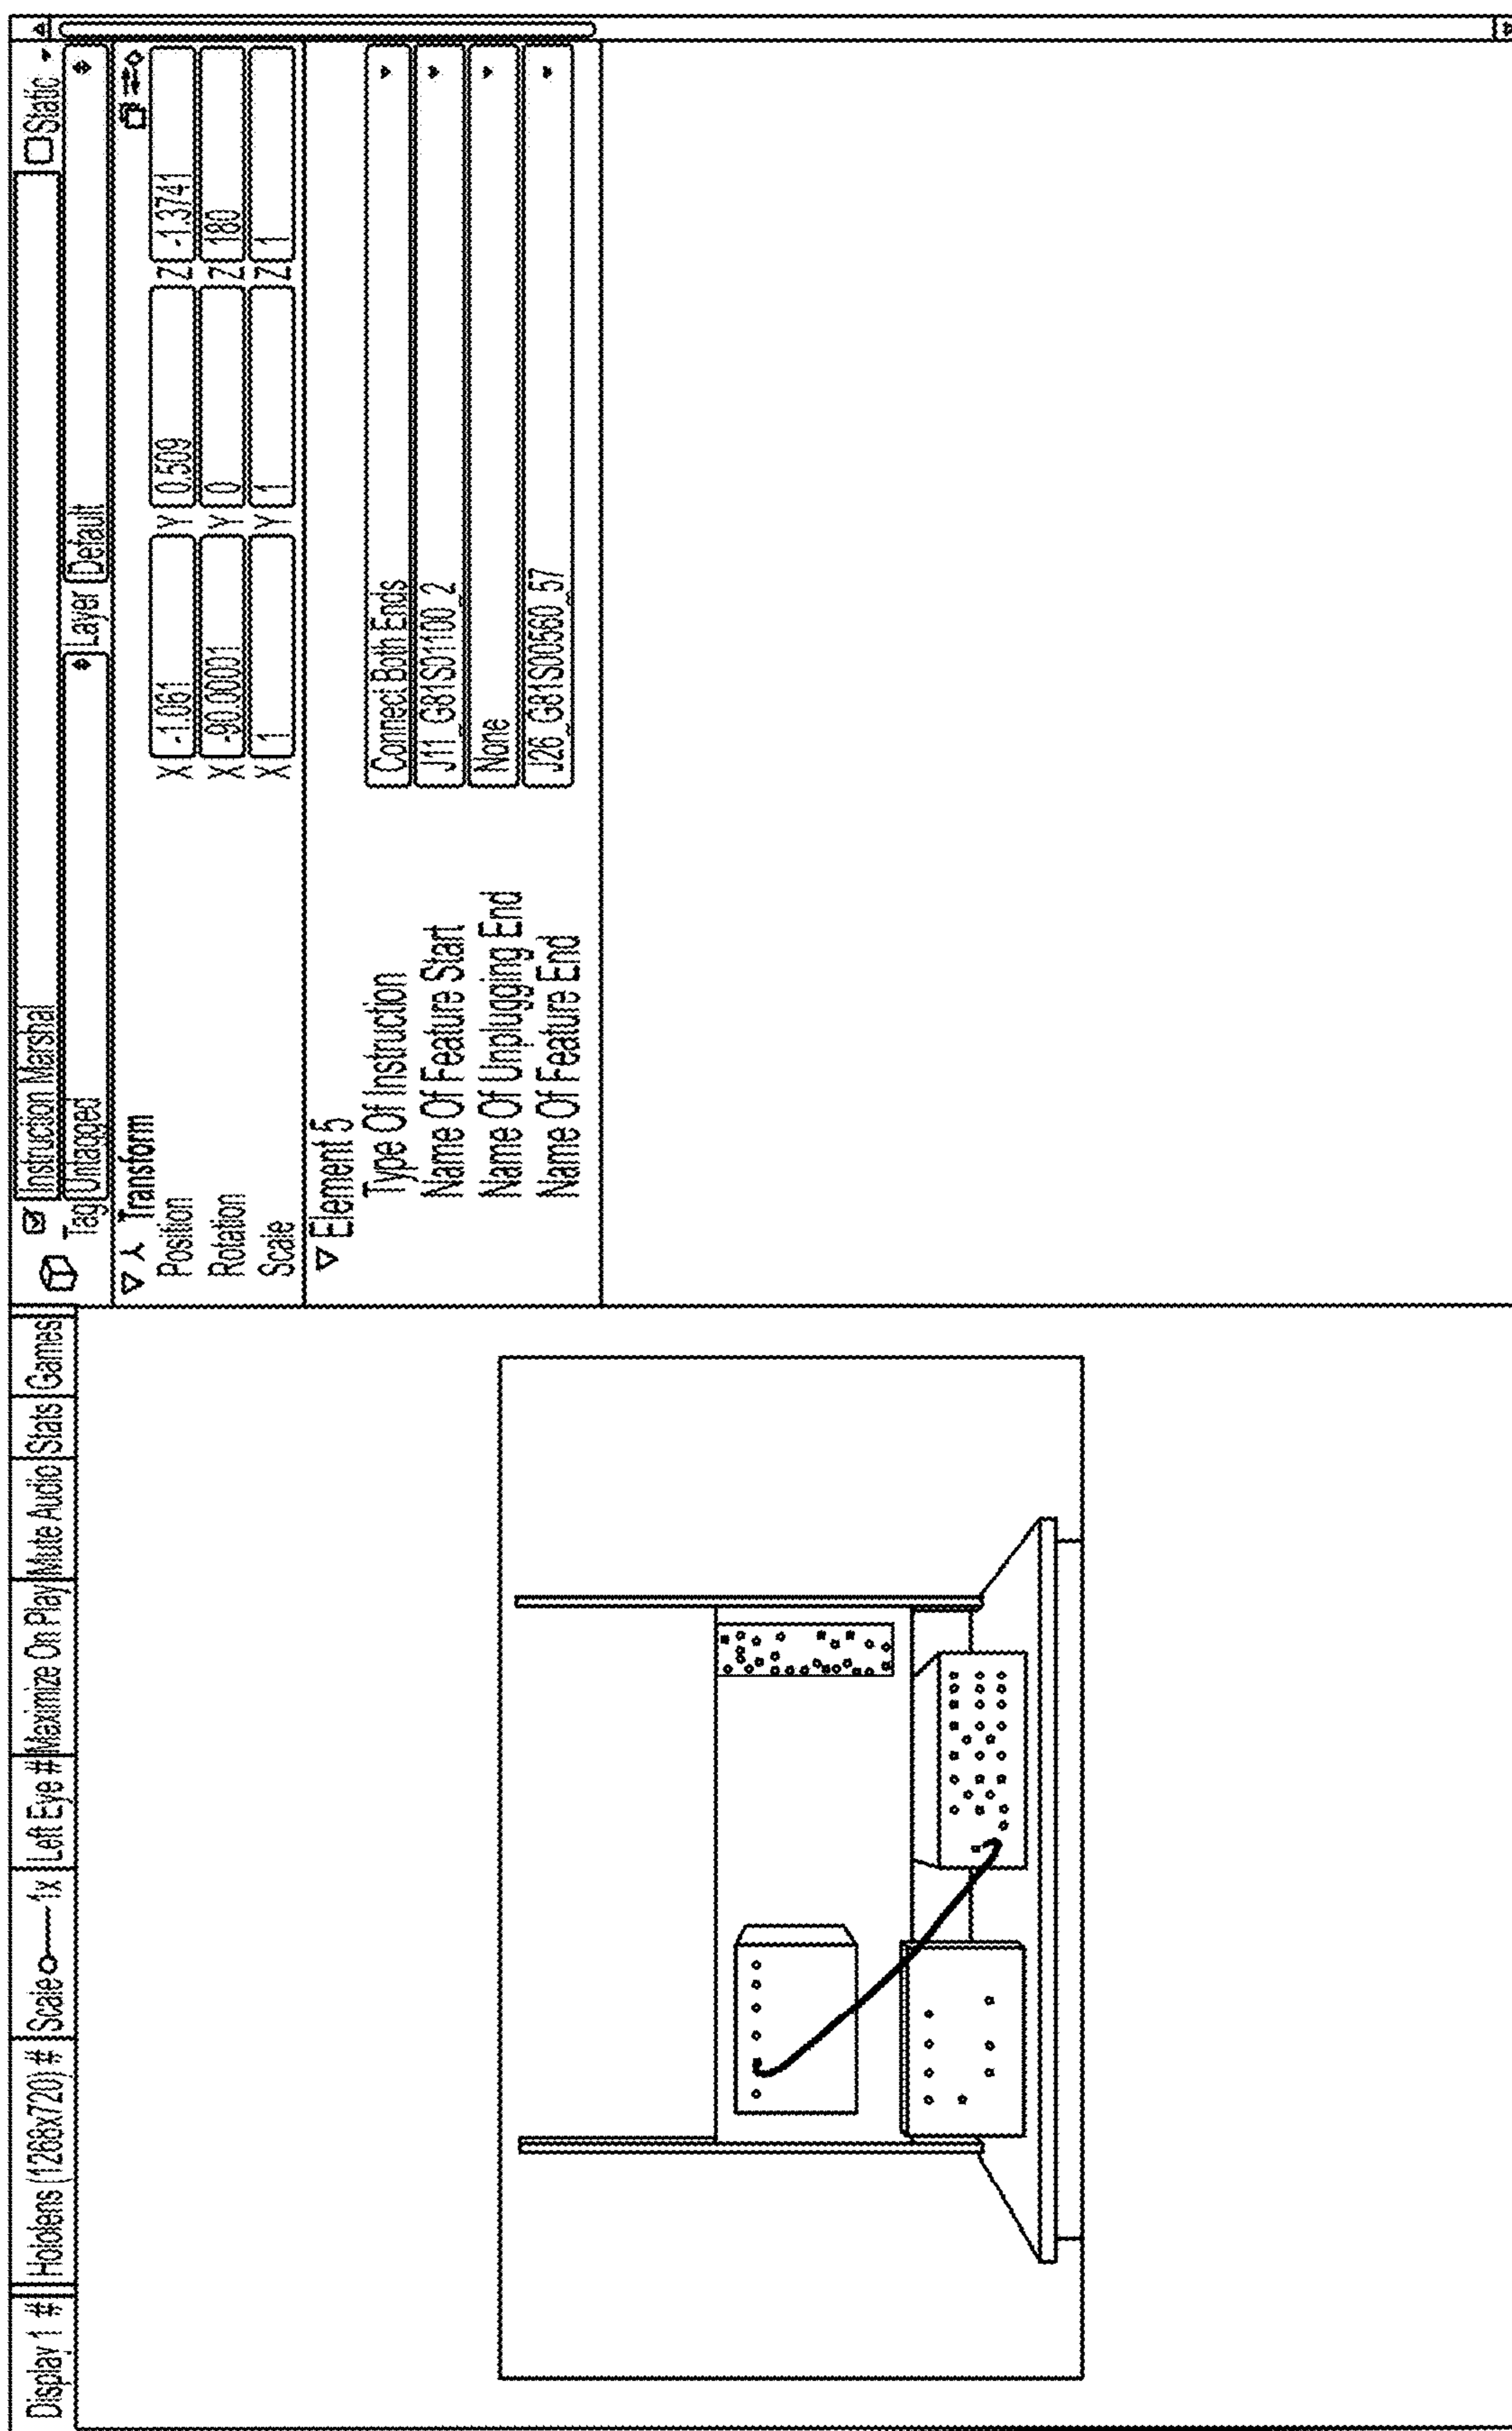 Display 1 # Hololens (1268x720) # Scale 1x Left Eye # Maximize On Play Mute Audio Stats Games
Instruction Marshal Static
Tag Untagged Layer Default
Transform
Position X -1.061 Y 0.509 Z -1.3741
Rotation X -90.00001 Y 0 Z 180
Scale X 1 Y 1 Z 1
Element 5
Type Of Instruction Connect Both Ends
Name Of Feature Start J11_G81S01100_2
Name Of Unplugging End None
Name Of Feature End J26_G81S00560_57